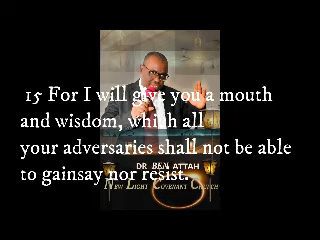 15 For I will give you a mouth
and wisdom, which all
your adversaries shall not be able
DR BEN ATTAH
to gainsay nor resist.
New Light Covenant Church